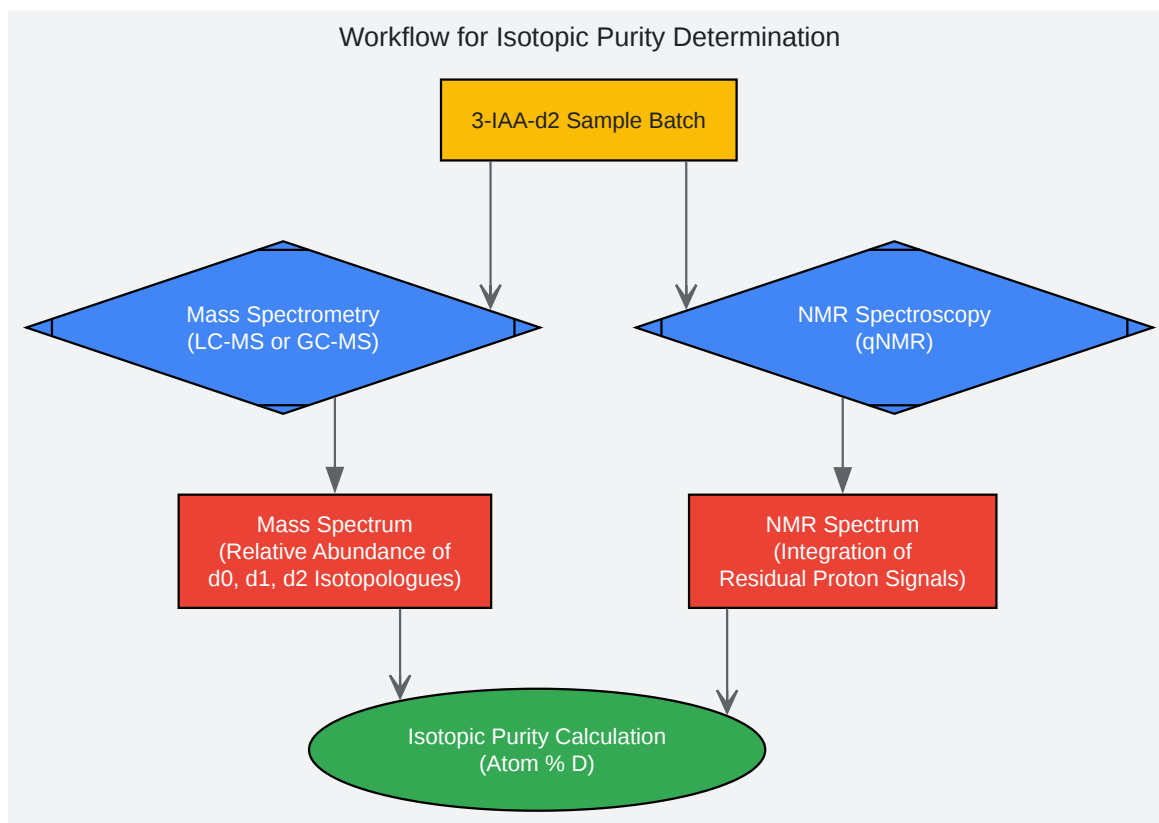 Workflow for Isotopic Purity Determination
3-IAA-d2 Sample Batch
Mass Spectrometry
(LC-MS or GC-MS)
NMR Spectroscopy
(qNMR)
Mass Spectrum
(Relative Abundance of
d0, d1, d2 Isotopologues)
NMR Spectrum
(Integration of
Residual Proton Signals)
Isotopic Purity Calculation
(Atom % D)